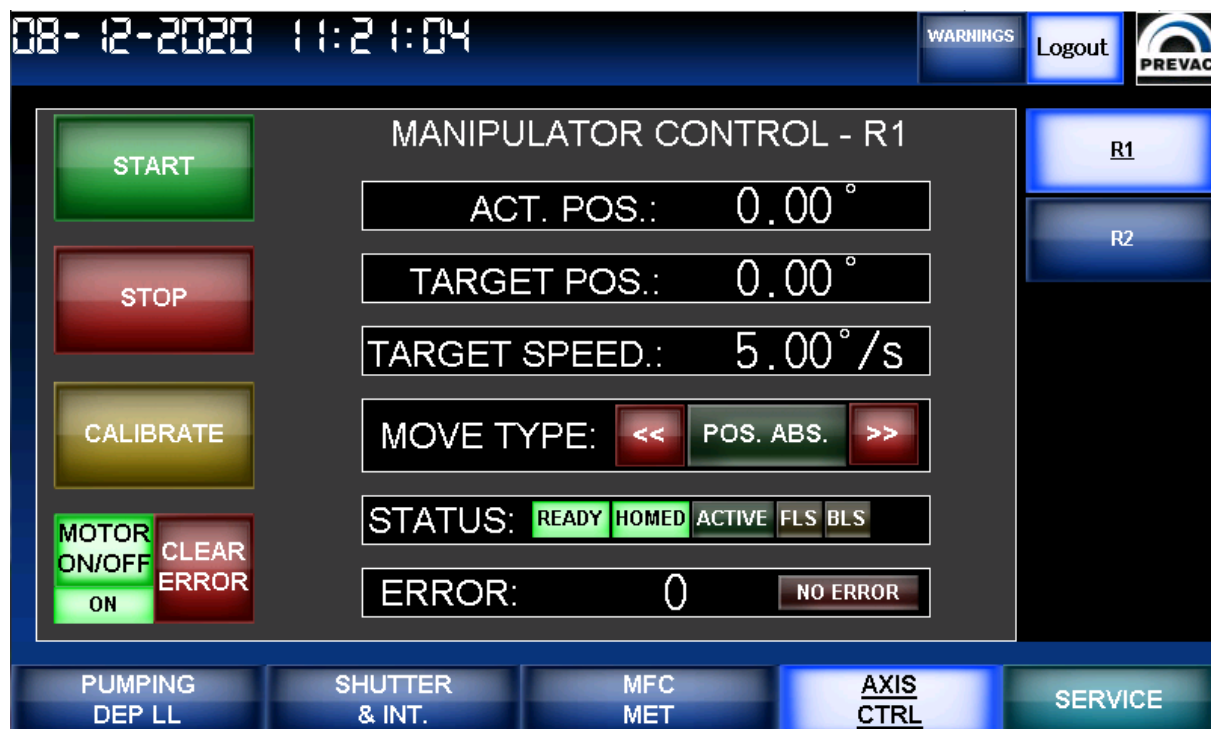 08-12-2020 11:21:04
WARNINGS
Logout
PREVAC
START
STOP
CALIBRATE
MOTOR
ON/OFF
ON
CLEAR
ERROR
MANIPULATOR CONTROL - R1
ACT. POS.: 0.00°
TARGET POS.: 0.00°
TARGET SPEED.: 5.00°/s
MOVE TYPE: << POS. ABS. >>
STATUS: READY HOMED ACTIVE FLS BLS
ERROR: 0 NO ERROR
R1
R2
PUMPING
DEP LL
SHUTTER
& INT.
MFC
MET
AXIS
CTRL
SERVICE